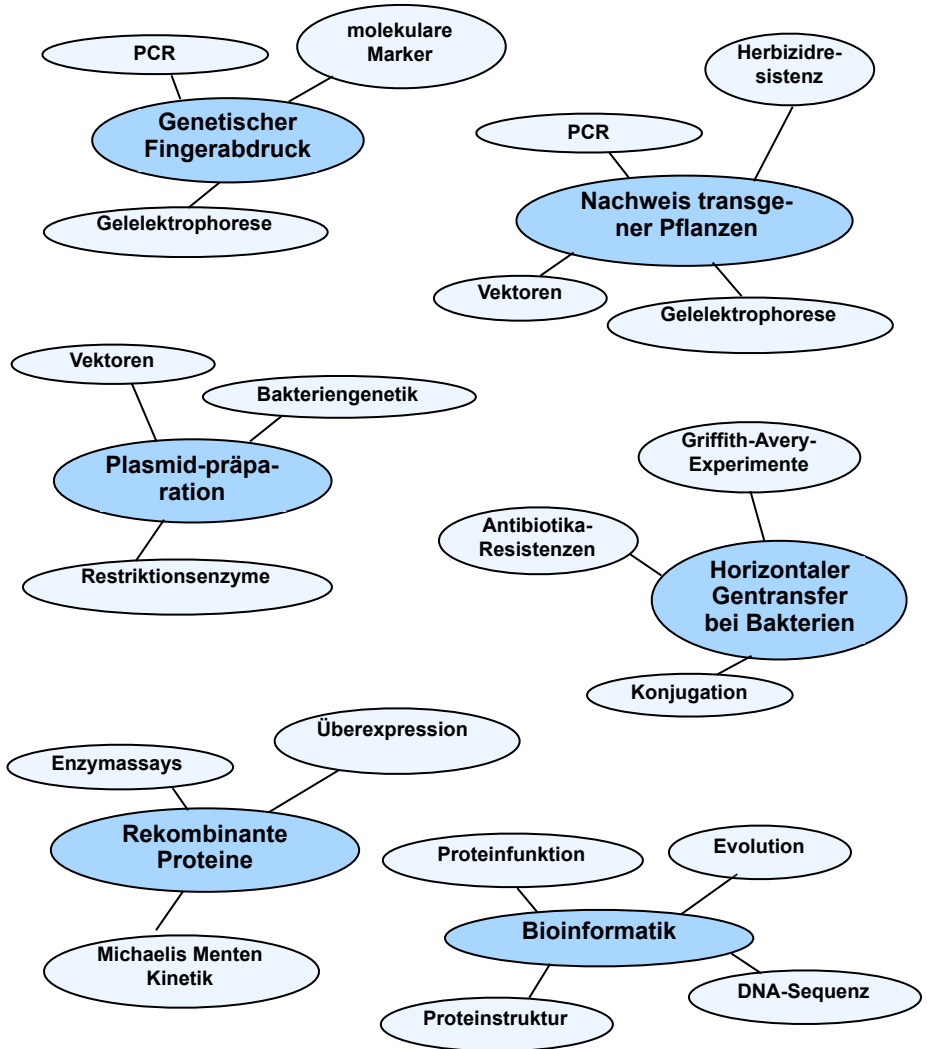 PCR
molekulare
Marker
Genetischer
Fingerabdruck
Gelelektrophorese
Herbizidre-
sistenz
PCR
Nachweis transge-
ner Pflanzen
Vektoren
Gelelektrophorese
Vektoren
Bakteriengenetik
Plasmid-präpa-
ration
Restriktionsenzyme
Griffith-Avery-
Experimente
Antibiotika-
Resistenzen
Horizontaler
Gentransfer
bei Bakterien
Konjugation
Überexpression
Enzymassays
Rekombinante
Proteine
Michaelis Menten
Kinetik
Proteinfunktion
Evolution
Bioinformatik
DNA-Sequenz
Proteinstruktur